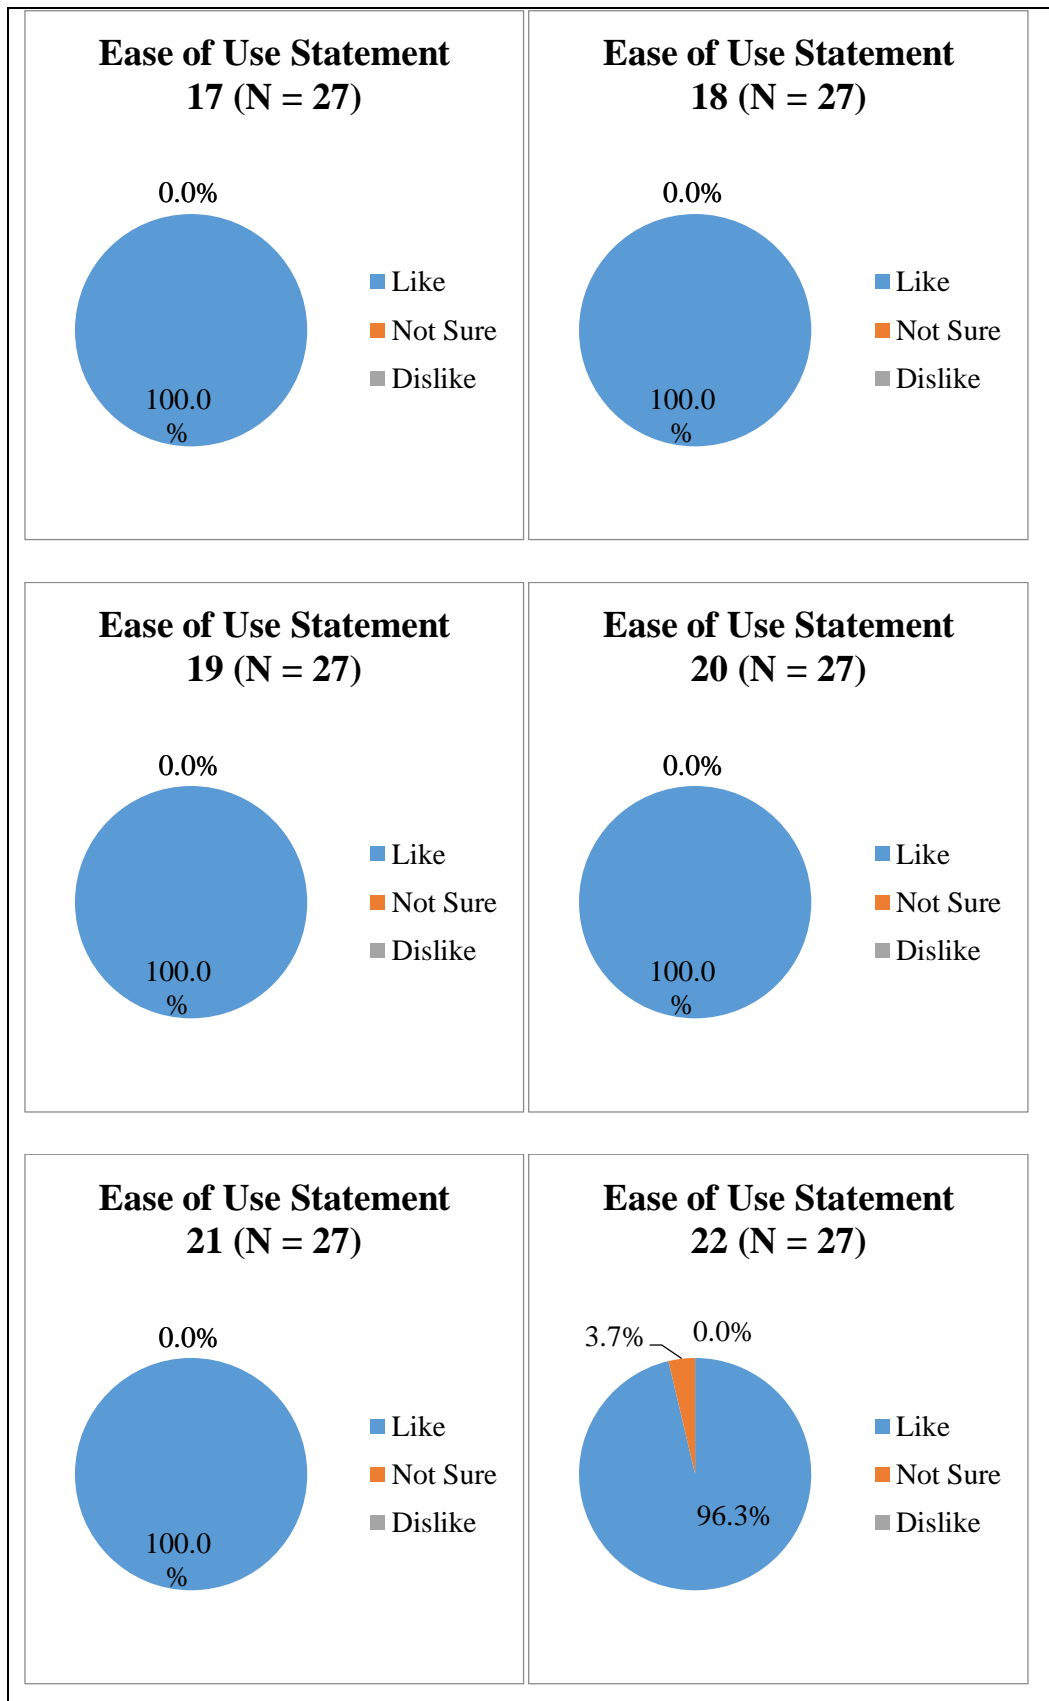 Ease of Use Statement
17 (N = 27)
0.0%
100.0
%
Like
Not Sure
Dislike
Ease of Use Statement
18 (N = 27)
0.0%
100.0
%
Like
Not Sure
Dislike
Ease of Use Statement
19 (N = 27)
0.0%
100.0
%
Like
Not Sure
Dislike
Ease of Use Statement
20 (N = 27)
0.0%
100.0
%
Like
Not Sure
Dislike
Ease of Use Statement
21 (N = 27)
0.0%
100.0
%
Like
Not Sure
Dislike
Ease of Use Statement
22 (N = 27)
3.7%
0.0%
96.3%
Like
Not Sure
Dislike